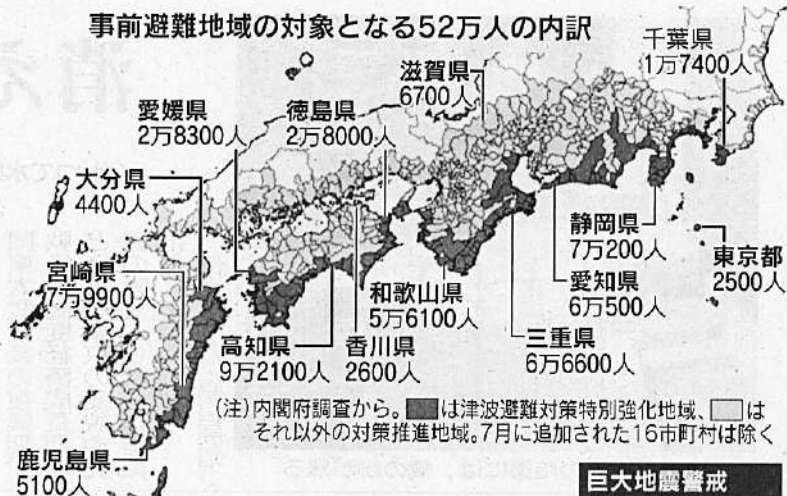 事前避難地域の対象となる52万人の内訳
千葉県
1万7400人
滋賀県
6700人
愛媛県
2万8300人
徳島県
2万8000人
大分県
4400人
宮崎県
7万9900人
静岡県
7万200人
東京都
2500人
愛知県
6万500人
和歌山県
5万6100人
三重県
6万6600人
高知県
9万2100人
香川県
2600人
鹿児島県
5100人
(注)内閣府調査から。は津波避難対策特別強化地域、は
それ以外の対策推進地域。7月に追加された16市町村は除く
巨大地震警戒